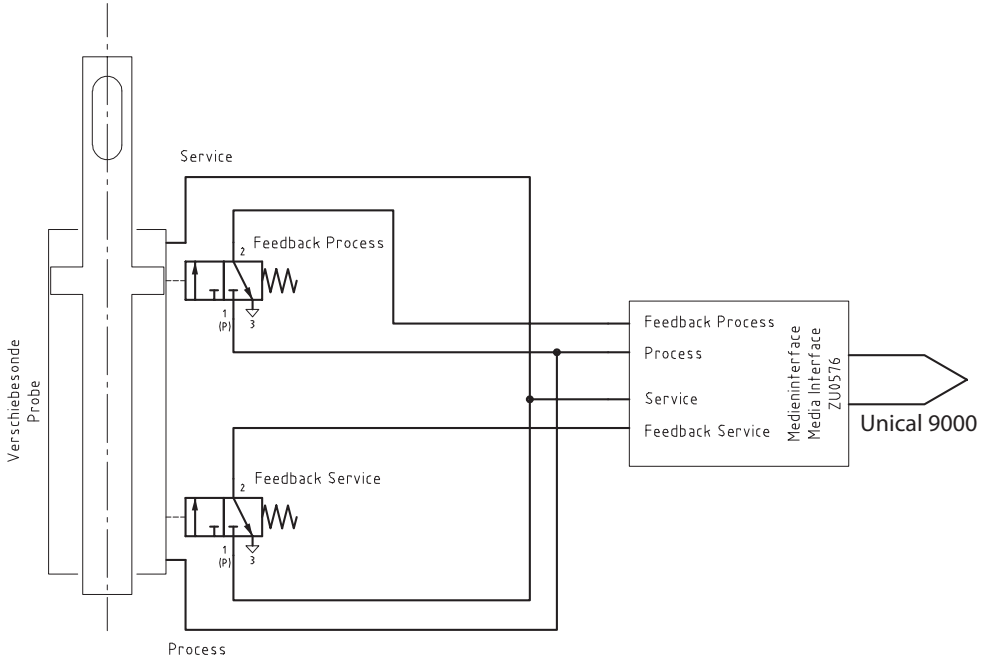 Service
2
Feedback Process
1
(P)
3
Feedback Process
Process
Service
Feedback Service
Medieninterface
Media Interface
ZU0576
Unical 9000
Verschiebesonde
Probe
2
Feedback Service
1
(P)
3
Process